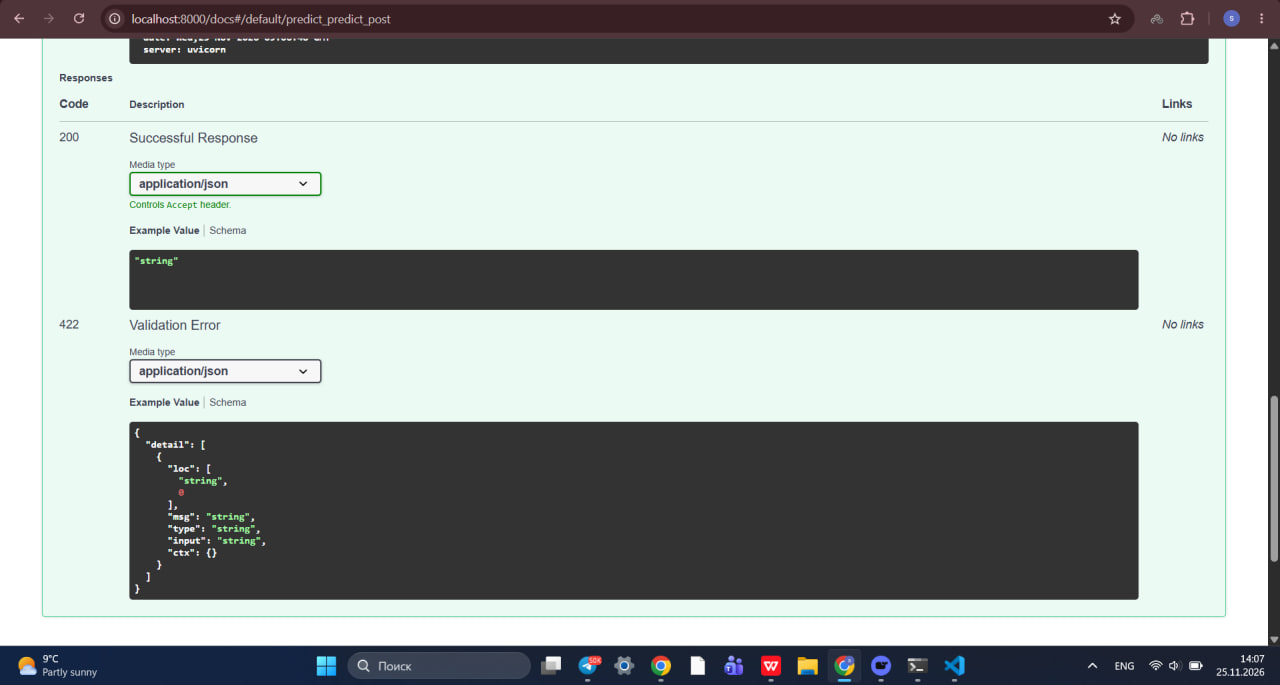 localhost:8000/docs#/default/predict_predict_post
S
server: uvicorn
Responses
Code Description Links
200 Successful Response No links
Media type
application/json
Controls Accept header.
Example Value | Schema
"string"
422 Validation Error No links
Media type
application/json
Example Value | Schema
{
"detail": [
{
"loc": [
"string",
0
],
"msg": "string",
"type": "string",
"input": "string",
"ctx": {}
}
]
}
9°C
Partly sunny
Поиск
ENG
14:07
25.11.2026